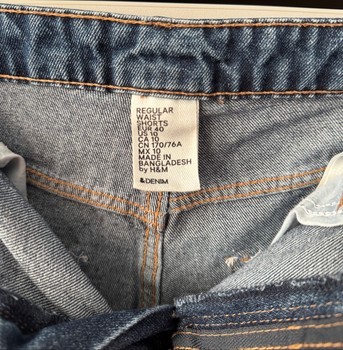 REGULAR
WAIST
SHORTS
EUR 40
US 10
CA 10
CN 170/76A
MX 10
MADE IN
BANGLADESH
by H&M
&DENIM